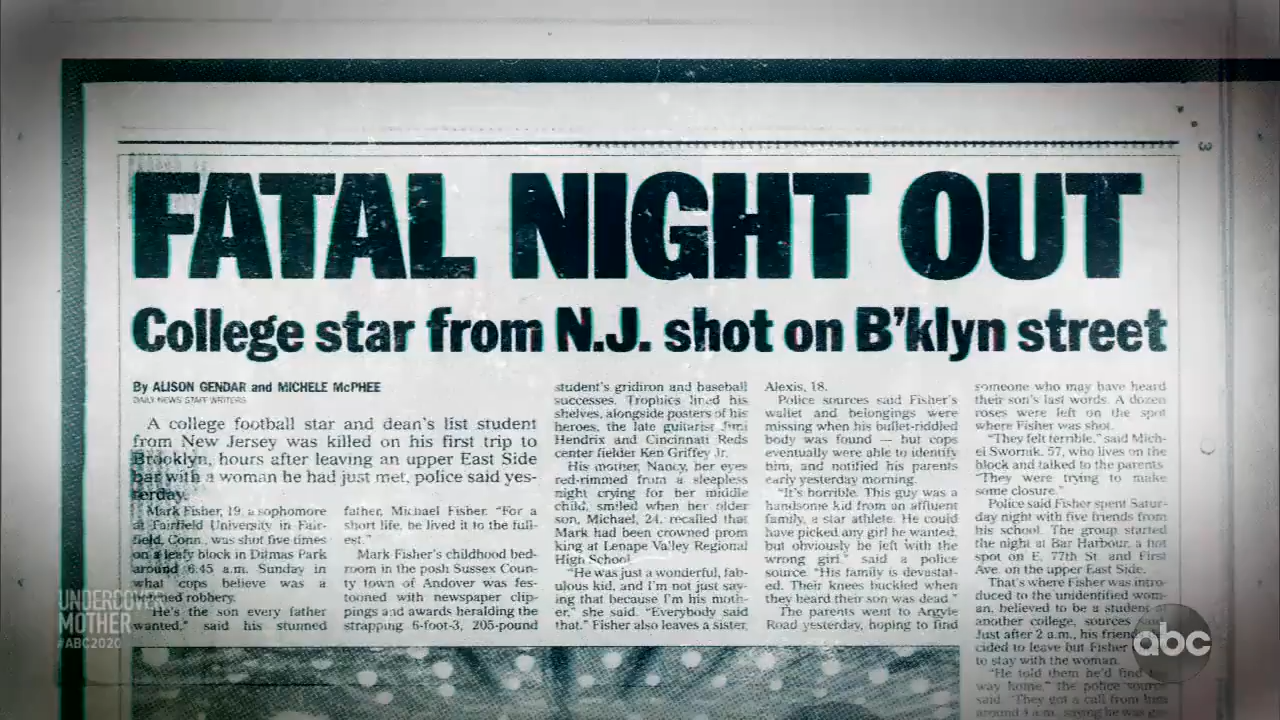 3
FATAL NIGHT OUT
College star from N.J. shot on B'klyn street
By ALISON GENDAR and MICHELE McPHEE
DAILY NEWS STAFF WRITERS
A college football star and dean's list student
from New Jersey was killed on his first trip to
Brooklyn, hours after leaving an upper East Side
bar with a woman he had just met, police said yes-
terday.
Mark Fisher, 19, a sophomore
at Fairfield University in Fair-
field, Conn., was shot five times
on a leafy block in Ditmas Park
around 6:45 a.m. Sunday in
what cops believe was a
botched robbery.
"He's the son every father
wanted," said his stunned
father, Michael Fisher. "For a
short life, he lived it to the full-
est."
Mark Fisher's childhood bed-
room in the posh Sussex Coun-
ty town of Andover was fes-
tooned with newspaper clip-
pings and awards heralding the
strapping 6-foot-3, 205-pound
student's gridiron and baseball
successes. Trophies lined his
shelves, alongside posters of his
heroes, the late guitarist Jimi
Hendrix and Cincinnati Reds
center fielder Ken Griffey Jr.
His mother, Nancy, her eyes
red-rimmed from a sleepless
night crying for her middle
child, smiled when her older
son, Michael, 24, recalled that
Mark had been crowned prom
king at Lenape Valley Regional
High School.
"He was just a wonderful, fab-
ulous kid, and I'm not just say-
ing that because I'm his moth-
er," she said. "Everybody said
that." Fisher also leaves a sister,
Alexis, 18.
Police sources said Fisher's
wallet and belongings were
missing when his bullet-riddled
body was found — but cops
eventually were able to identify
him, and notified his parents
early yesterday morning.
"It's horrible. This guy was a
handsome kid from an affluent
family, a star athlete. He could
have picked any girl he wanted,
but obviously he left with the
wrong girl," said a police
source. "His family is devastat-
ed. Their knees buckled when
they heard their son was dead."
The parents went to Argyle
Road yesterday, hoping to find
someone who may have heard
their son's last words. A dozen
roses were left on the spot
where Fisher was shot.
"They felt terrible," said Mich-
el Swornik, 57, who lives on the
block and talked to the parents.
"They were trying to make
some closure."
Police said Fisher spent Satur-
day night with five friends from
his school. The group started
the night at Bar Harbour, a hot
spot on E. 77th St. and First
Ave. on the upper East Side.
That's where Fisher was intro-
duced to the unidentified wom-
an, believed to be a student at
another college, sources said.
Just after 2 a.m., his friends
cided to leave but Fisher
to stay with the woman.
"He told them he'd find
way home," the police source
said. "They got a call from him
around 4 a.m., saying he was
UNDERCOVER
MOTHER
#ABC2020
abc